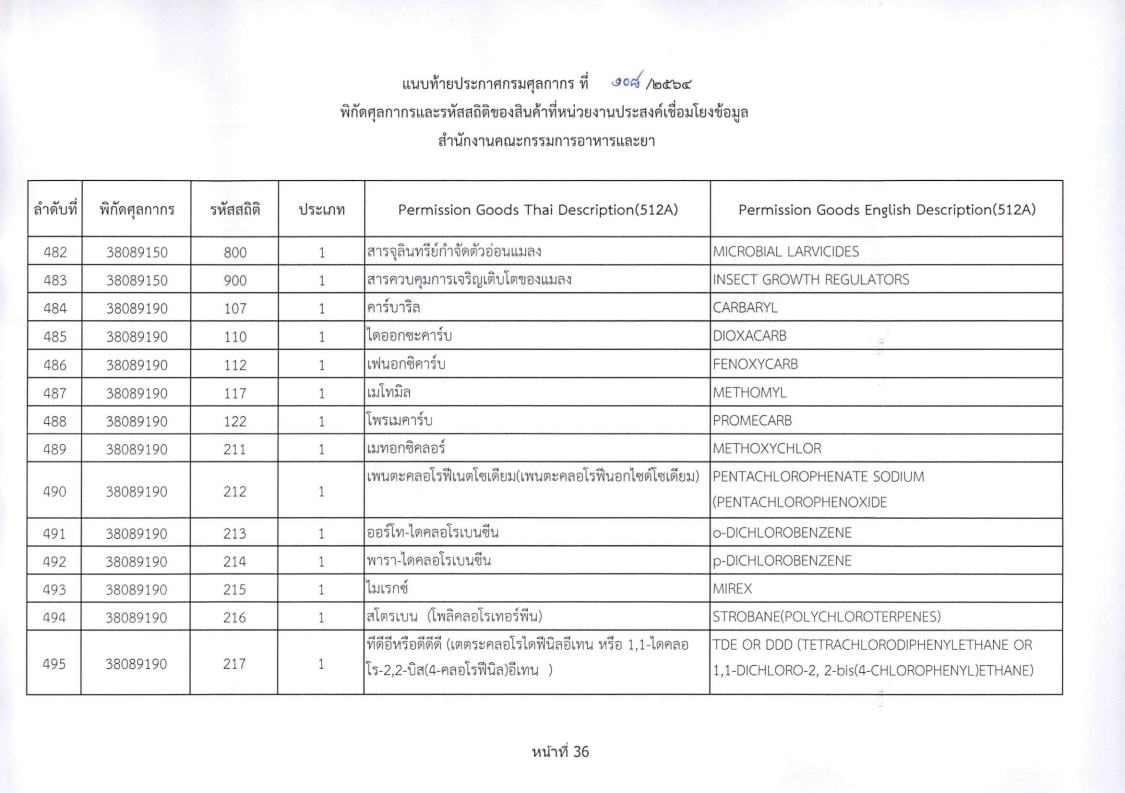 แนบท้ายประกาศกรมศุลกากร ที่ ๑๐๘ /๒๕๖๔
พิกัดศุลกากรและรหัสสถิติของสินค้าที่หน่วยงานประสงค์เชื่อมโยงข้อมูล
สำนักงานคณะกรรมการอาหารและยา
ลำดับที่ พิกัดศุลกากร รหัสสถิติ ประเภท Permission Goods Thai Description(512A) Permission Goods English Description(512A)
482 38089150 800 1 สารจุลินทรีย์กำจัดตัวอ่อนแมลง MICROBIAL LARVICIDES
483 38089150 900 1 สารควบคุมการเจริญเติบโตของแมลง INSECT GROWTH REGULATORS
484 38089190 107 1 คาร์บาริล CARBARYL
485 38089190 110 1 ไดออกซะคาร์บ DIOXACARB
486 38089190 112 1 เฟนอกซิคาร์บ FENOXYCARB
487 38089190 117 1 เมโทมิล METHOMYL
488 38089190 122 1 โพรเมคาร์บ PROMECARB
489 38089190 211 1 เมทอกซิคลอร์ METHOXYCHLOR
490 38089190 212 1 เพนตะคลอโรฟีเนตโซเดียม(เพนตะคลอโรฟีนอกไซด์โซเดียม) PENTACHLOROPHENATE SODIUM
(PENTACHLOROPHENOXIDE
491 38089190 213 1 ออร์โท-ไดคลอโรเบนซีน o-DICHLOROBENZENE
492 38089190 214 1 พารา-ไดคลอโรเบนซีน p-DICHLOROBENZENE
493 38089190 215 1 ไมเรกซ์ MIREX
494 38089190 216 1 สโตรเบน (โพลิคลอโรเทอร์พีน) STROBANE(POLYCHLOROTERPENES)
495 38089190 217 1 ทีดีอีหรือดีดีดี (เตตระคลอโรไดฟีนิลอีเทน หรือ 1,1-ไดคลอ TDE OR DDD (TETRACHLORODIPHENYLETHANE OR
โร-2,2-บิส(4-คลอโรฟีนิล)อีเทน ) 1,1-DICHLORO-2, 2-bis(4-CHLOROPHENYL)ETHANE)
หน้าที่ 36